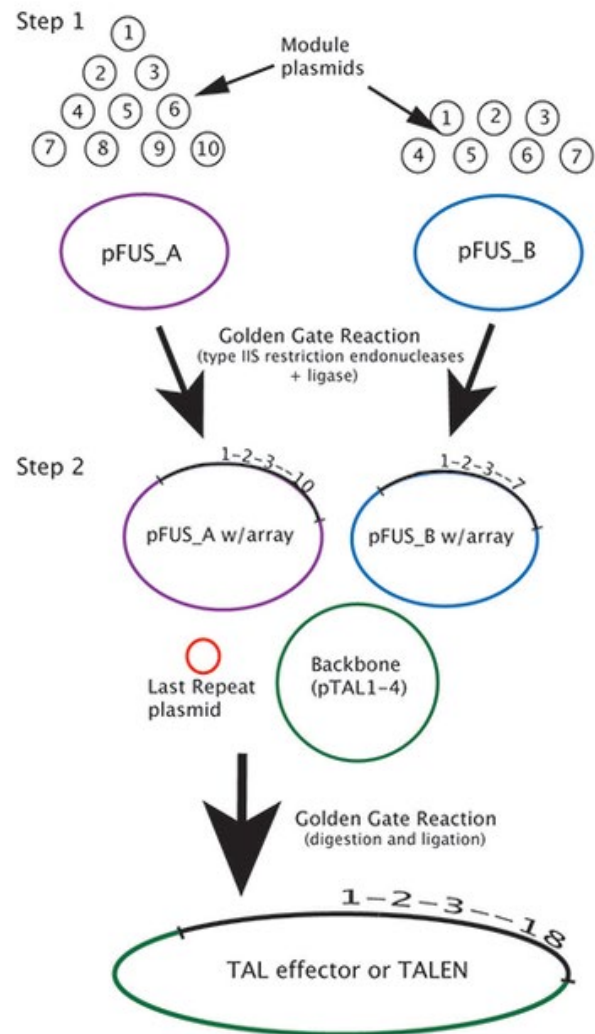 Step 1
1
2 3
4 5 6
7 8 9 10
Module
plasmids
1 2 3
4 5 6 7
pFUS_A
pFUS_B
Golden Gate Reaction
(type IIS restriction endonucleases
+ ligase)
Step 2
1-2-3--10
pFUS_A w/array
1-2-3--7
pFUS_B w/array
Last Repeat
plasmid
Backbone
(pTAL1-4)
Golden Gate Reaction
(digestion and ligation)
1-2-3--18
TAL effector or TALEN